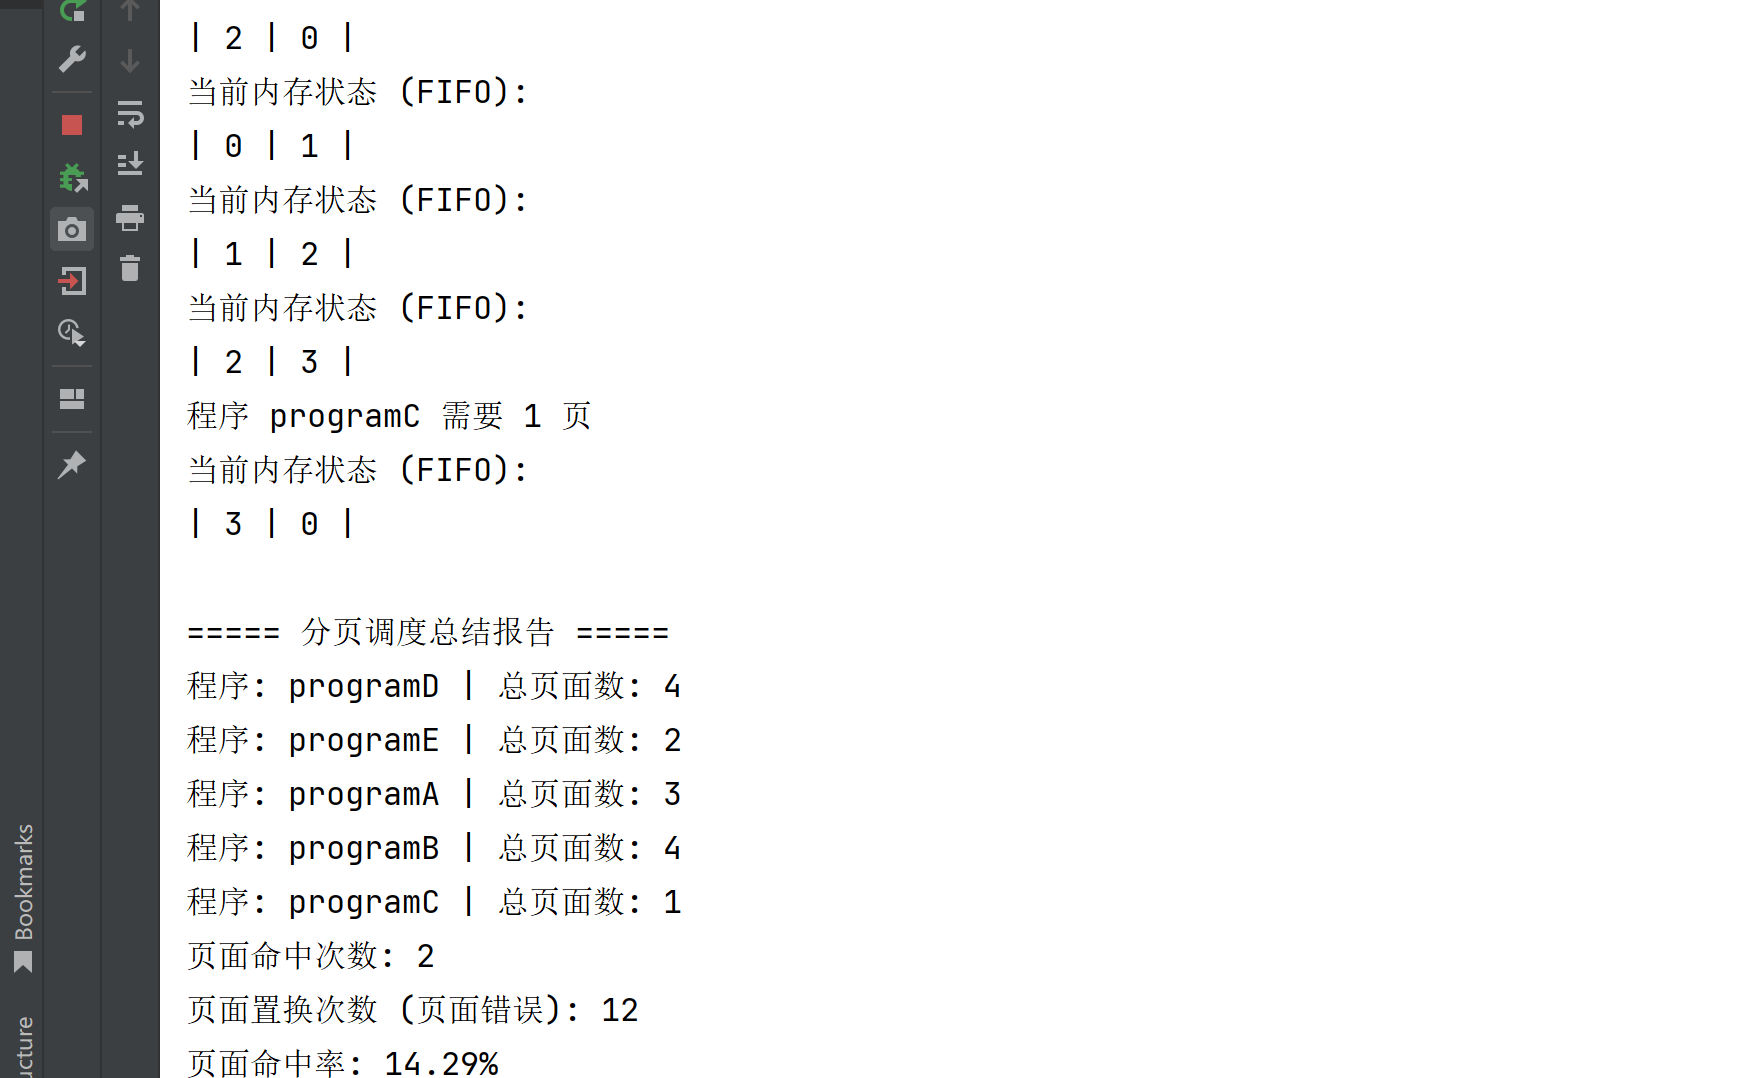 | 2 | 0 |
当前内存状态 (FIFO):
| 0 | 1 |
当前内存状态 (FIFO):
| 1 | 2 |
当前内存状态 (FIFO):
| 2 | 3 |
程序 programC 需要 1 页
当前内存状态 (FIFO):
| 3 | 0 |
===== 分页调度总结报告 =====
程序: programD | 总页面数: 4
程序: programE | 总页面数: 2
程序: programA | 总页面数: 3
程序: programB | 总页面数: 4
程序: programC | 总页面数: 1
页面命中次数: 2
页面置换次数 (页面错误): 12
页面命中率: 14.29%
Bookmarks
ucture